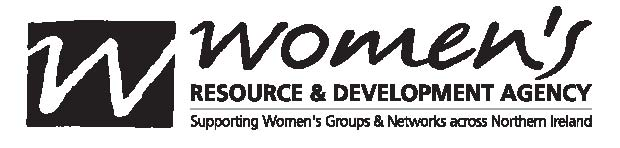 W women's
RESOURCE & DEVELOPMENT AGENCY
Supporting Women's Groups & Networks across Northern Ireland